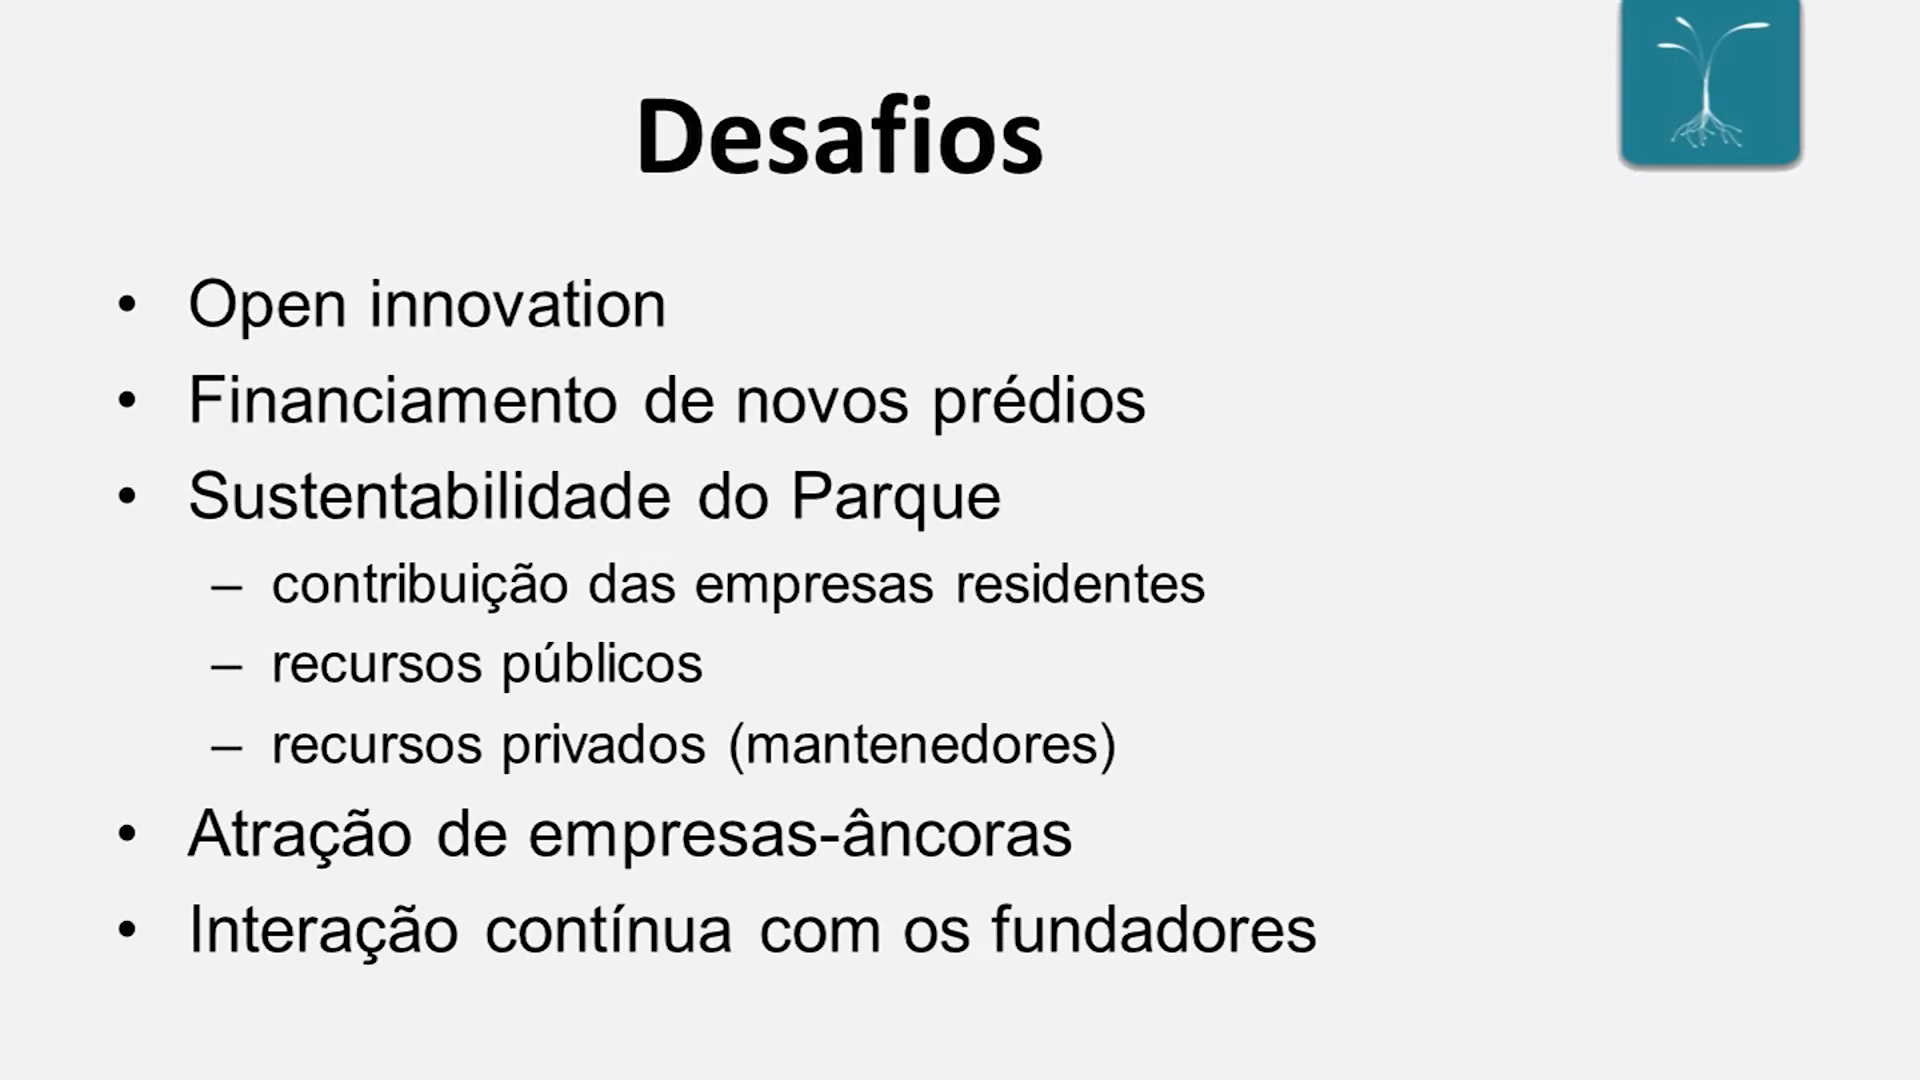 Desafios
• Open innovation
• Financiamento de novos prédios
• Sustentabilidade do Parque
– contribuição das empresas residentes
– recursos públicos
– recursos privados (mantenedores)
• Atração de empresas-âncoras
• Interação contínua com os fundadores